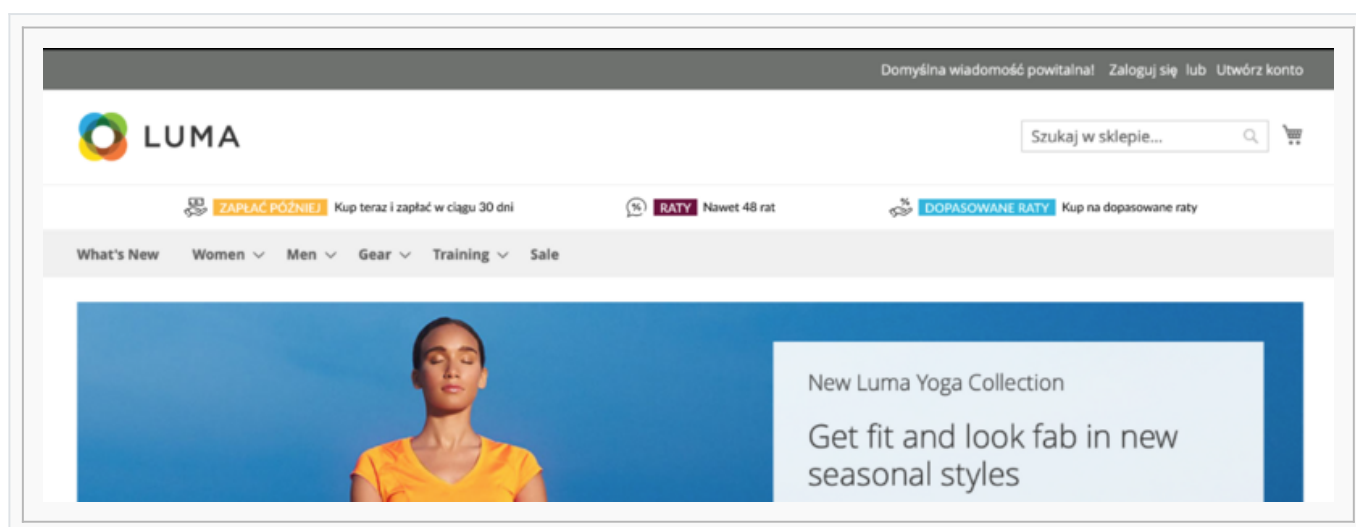 Domyślna wiadomość powitalna! Zaloguj się lub Utwórz konto
LUMA
Szukaj w sklepie...
ZAPŁAĆ PÓŹNIEJ Kup teraz i zapłać w ciągu 30 dni
RATY Nawet 48 rat
DOPASOWANE RATY Kup na dopasowane raty
What's New Women Men Gear Training Sale
New Luma Yoga Collection
Get fit and look fab in new
seasonal styles